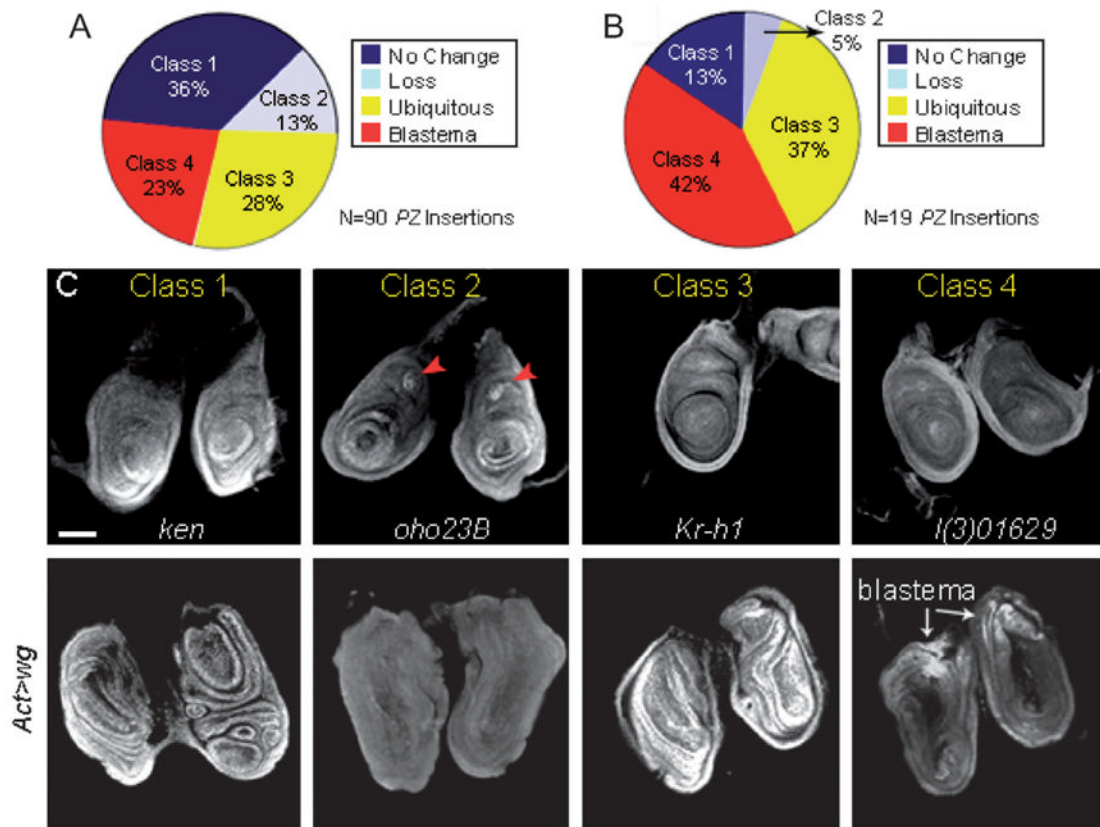 A
Class 1
36%
Class 2
13%
Class 3
28%
Class 4
23%
No Change
Loss
Ubiquitous
Blastema
N=90 PZ Insertions
B
Class 1
13%
Class 2
5%
Class 3
37%
Class 4
42%
No Change
Loss
Ubiquitous
Blastema
N=19 PZ Insertions
C
Class 1
Class 2
Class 3
Class 4
ken
oho23B
Kr-h1
l(3)01629
Act>wg
blastema